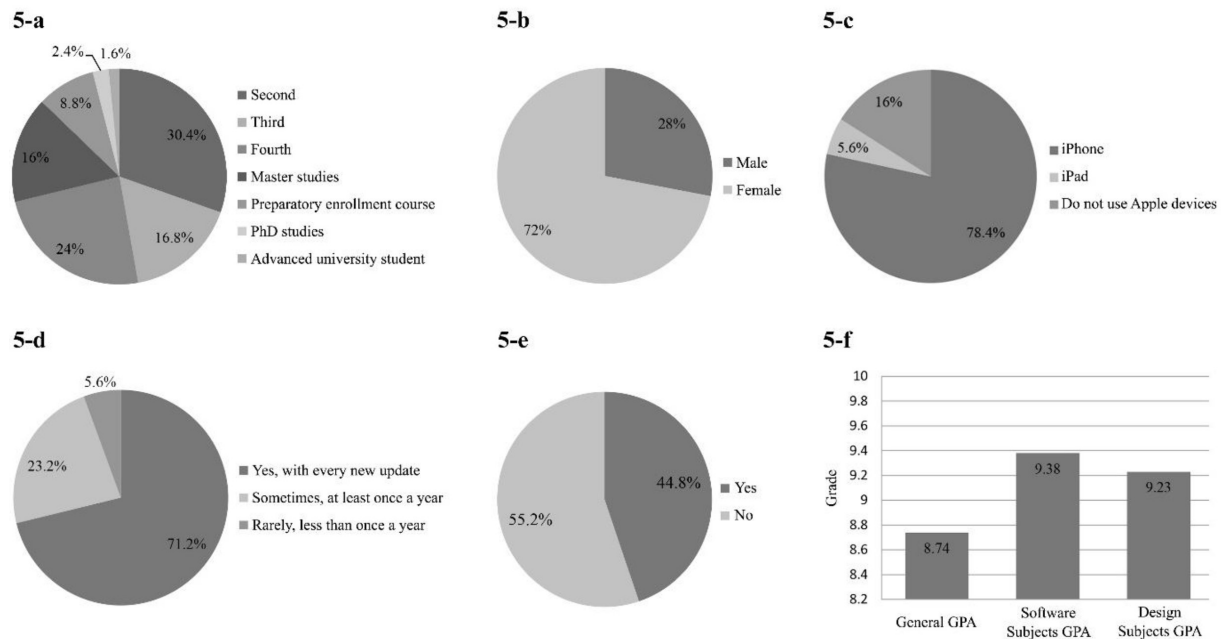 5-a
2.4%
1.6%
8.8%
30.4%
16%
24%
16.8%
Second
Third
Fourth
Master studies
Preparatory enrollment course
PhD studies
Advanced university student
5-b
28%
72%
Male
Female
5-c
16%
5.6%
78.4%
iPhone
iPad
Do not use Apple devices
5-d
5.6%
23.2%
71.2%
Yes, with every new update
Sometimes, at least once a year
Rarely, less than once a year
5-e
44.8%
55.2%
Yes
No
5-f
Grade
10
9.8
9.6
9.4
9.2
9
8.8
8.6
8.4
8.2
8.74
9.38
9.23
General GPA
Software
Subjects GPA
Design
Subjects GPA